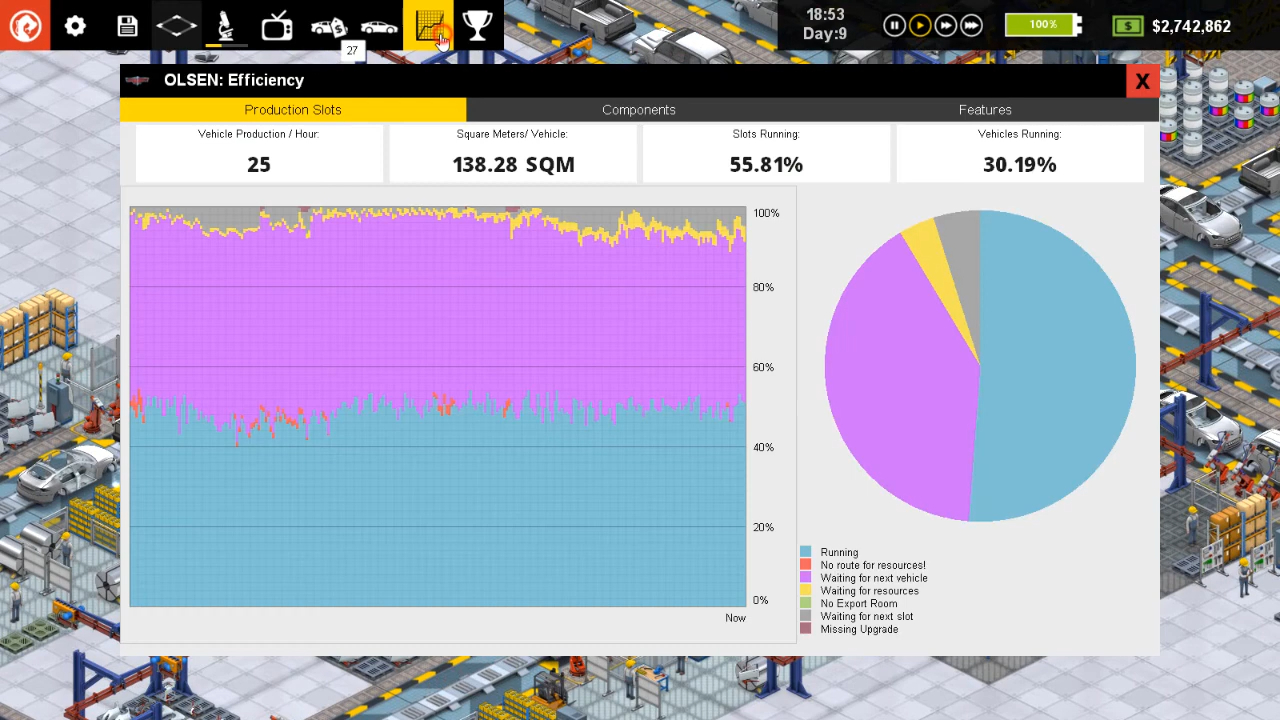 18:53
Day:9
100%
$2,742,862
27
OLSEN: Efficiency
X
Production Slots
Components
Features
Vehicle Production / Hour:
25
Square Meters/ Vehicle:
138.28 SQM
Slots Running:
55.81%
Vehicles Running:
30.19%
100%
80%
60%
40%
20%
0%
Now
Running
No route for resources!
Waiting for next vehicle
Waiting for resources
No Export Room
Waiting for next slot
Missing Upgrade